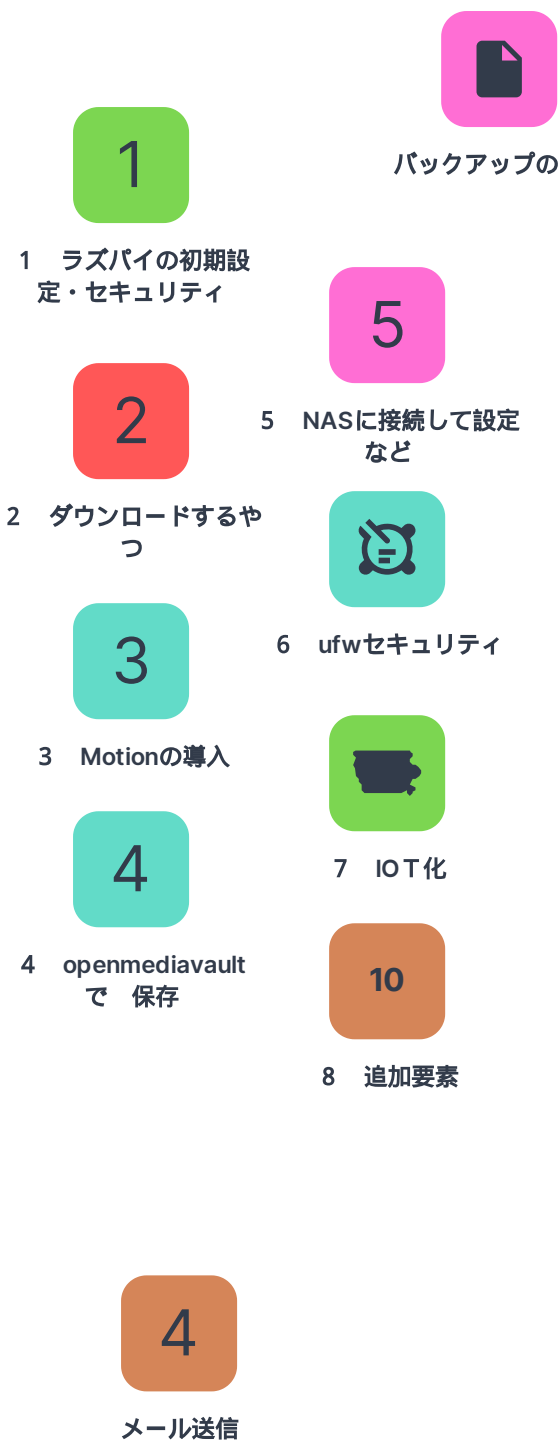 バックアップの
1
1　ラズパイの初期設
定・セキュリティ
2
2　ダウンロードするや
つ
3
3　Motionの導入
4
4　openmediavault
で　保存
5
5　NASに接続して設定
など
6　ufwセキュリティ
7　IOＴ化
10
8　追加要素
4
メール送信